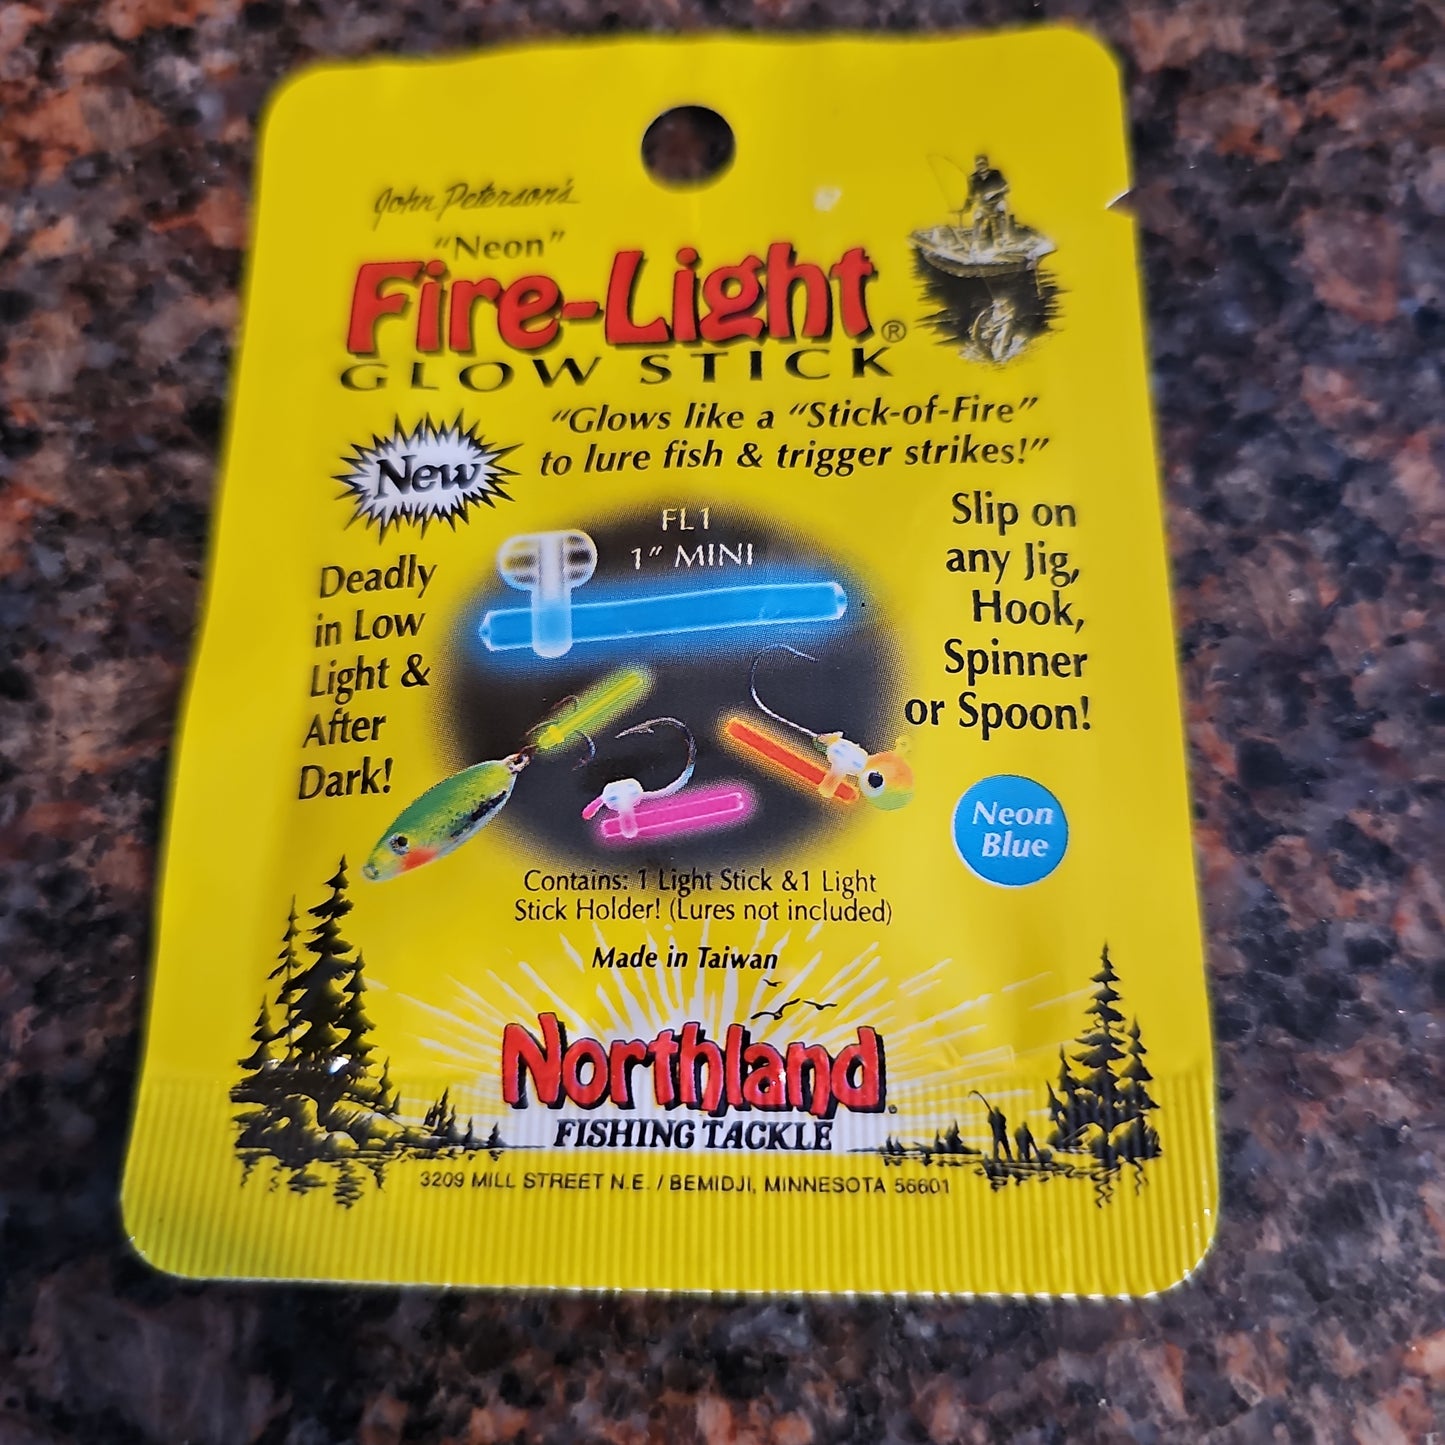 John Peterson's
"Neon"
Fire-Light®
GLOW STICK
"Glows like a "Stick-of-Fire"
to lure fish & trigger strikes!"
New
Deadly
in Low
Light &
After
Dark!
FL1
1" MINI
Slip on
any Jig,
Hook,
Spinner
or Spoon!
Neon
Blue
Contains: 1 Light Stick &1 Light
Stick Holder! (Lures not included)
Made in Taiwan
Northland®
FISHING TACKLE
3209 MILL STREET N.E. / BEMIDJI, MINNESOTA 56601